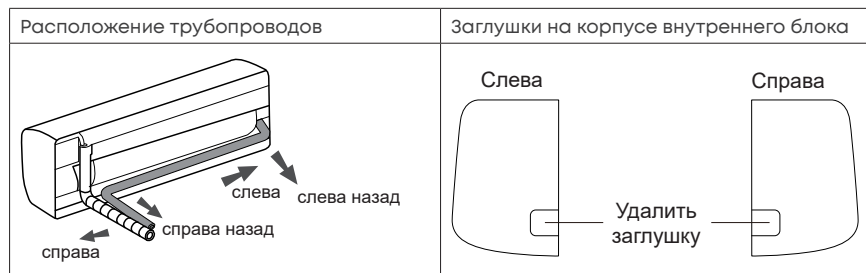 Расположение трубопроводов
Заглушки на корпусе внутреннего блока
слева
слева назад
справа назад
справа
Слева
Справа
Удалить
заглушку